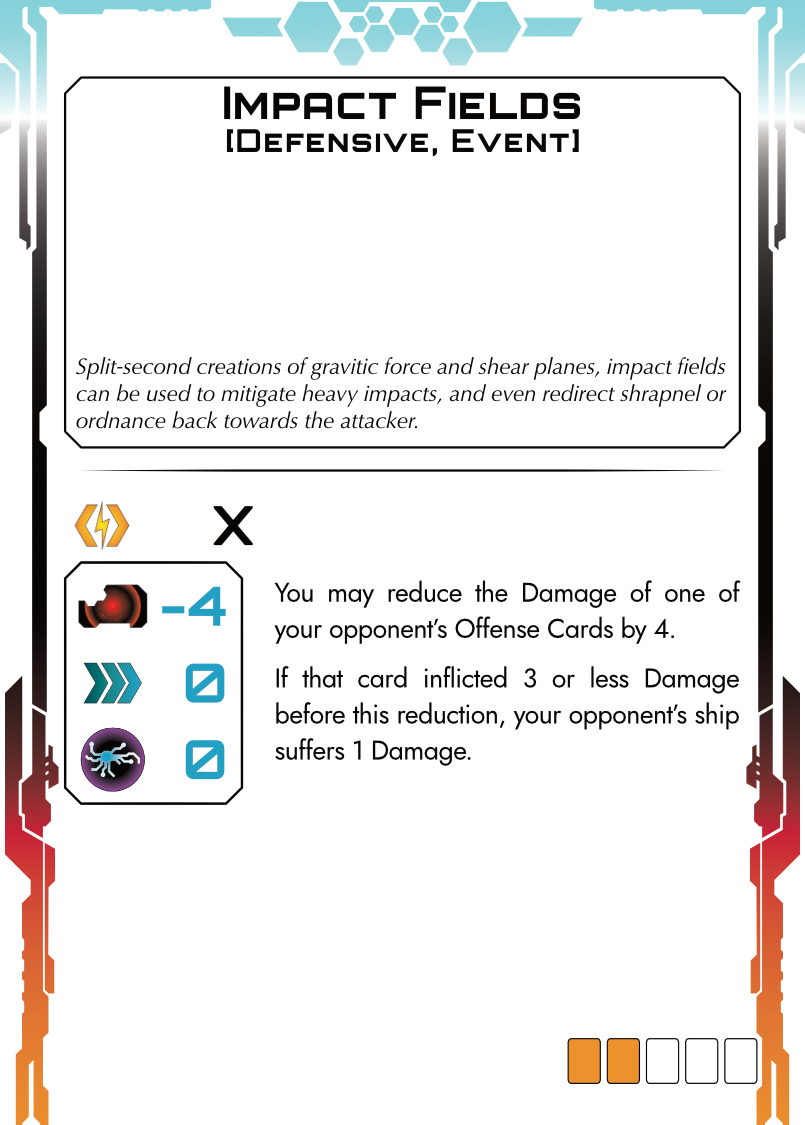 Impact Fields
[Defensive, Event]
Split-second creations of gravitic force and shear planes, impact fields
can be used to mitigate heavy impacts, and even redirect shrapnel or
ordnance back towards the attacker.
X
-4
You may reduce the Damage of one of
your opponent’s Offense Cards by 4.
0
If that card inflicted 3 or less Damage
before this reduction, your opponent’s ship
suffers 1 Damage.
0